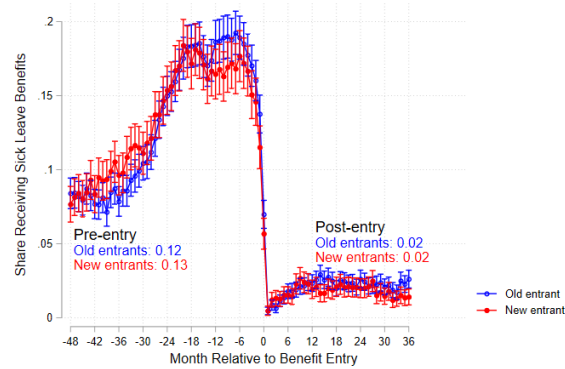 Share Receiving Sick Leave Benefits
.2
.15
.1
.05
0
Pre-entry
Old entrants: 0.12
New entrants: 0.13
Post-entry
Old entrants: 0.02
New entrants: 0.02
-48 -42 -36 -30 -24 -18 -12 -6 0 6 12 18 24 30 36
Month Relative to Benefit Entry
Old entrant
New entrant